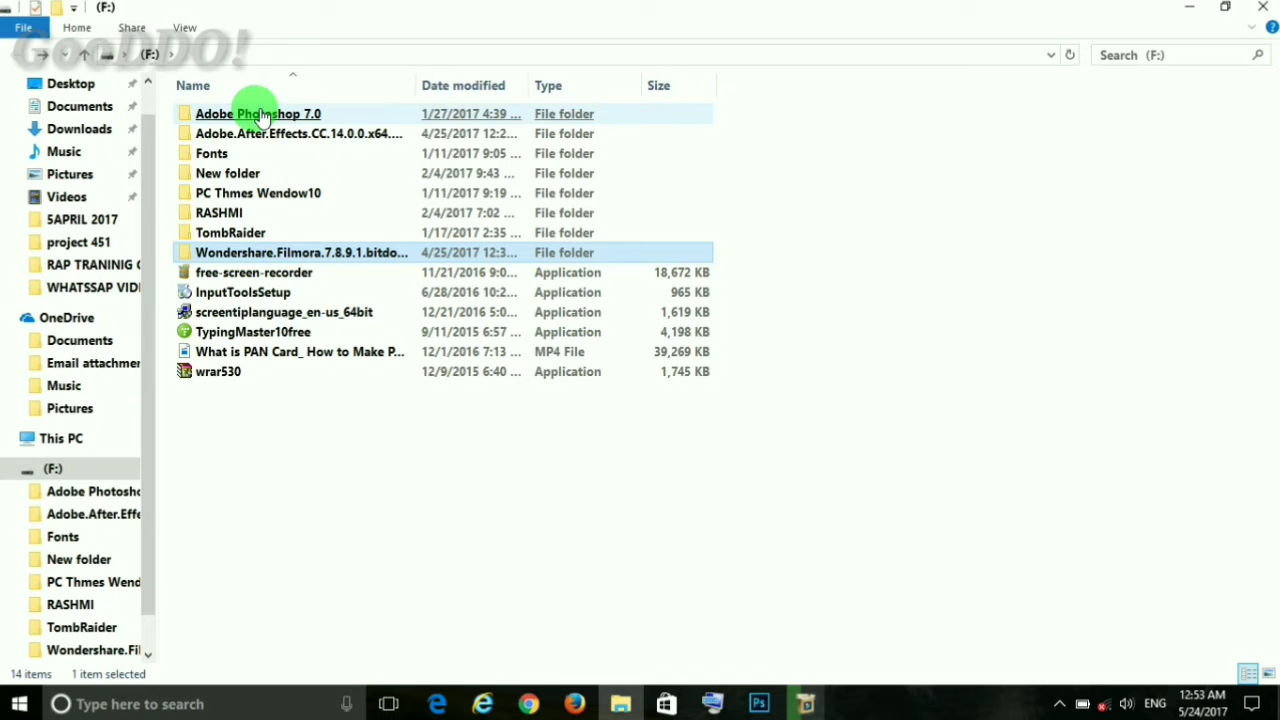 (F:)
File Home Share View
GooDDO!
(F:)
Search (F:)
Name Date modified Type Size
Adobe Photoshop 7.0 1/27/2017 4:39 ... File folder
Adobe.After.Effects.CC.14.0.0.x64.... 4/25/2017 12:2... File folder
Fonts 1/11/2017 9:05 ... File folder
New folder 2/4/2017 9:43 ... File folder
PC Thmes Wendow10 1/11/2017 9:19 ... File folder
RASHMI 2/4/2017 7:02 ... File folder
TombRaider 1/17/2017 2:35 ... File folder
Wondershare.Filmora.7.8.9.1.bitdo... 4/25/2017 12:3... File folder
free-screen-recorder 11/21/2016 9:0... Application 18,672 KB
InputToolsSetup 6/28/2016 10:2... Application 965 KB
screentiplanguage_en-us_64bit 12/21/2016 5:0... Application 1,619 KB
TypingMaster10free 9/11/2015 6:57 ... Application 4,198 KB
What is PAN Card_ How to Make P... 12/1/2016 7:13 ... MP4 File 39,269 KB
wrar530 12/9/2015 6:40 ... Application 1,745 KB
Desktop
Documents
Downloads
Music
Pictures
Videos
5APRIL 2017
project 451
RAP TRANINIG C
WHATSSAP VIDI
OneDrive
Documents
Email attachmer
Music
Pictures
This PC
(F:)
Adobe Photosho
Adobe.After.Effe
Fonts
New folder
PC Thmes Wend
RASHMI
TombRaider
Wondershare.Fil
14 items 1 item selected
Type here to search
Ps
ENG
12:53 AM
5/24/2017